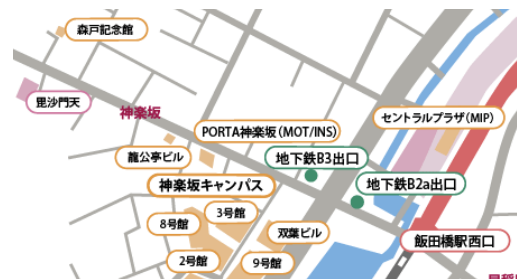 森戸記念館
毘沙門天
神楽坂
PORTA神楽坂(MOT/INS)
セントラルプラザ(MIP)
龍公亭ビル
地下鉄B3出口
神楽坂キャンパス
地下鉄B2a出口
3号館
8号館
双葉ビル
飯田橋駅西口
2号館
9号館